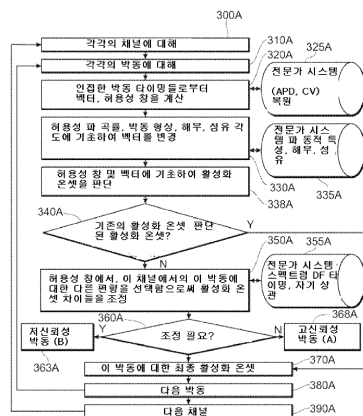 300A
각각의 채널에 대해
310A
각각의 박동에 대해
320A
325A
인접한 박동 타이밍들로부터
벡터, 허용성 창을 계산
전문가 시스템
(APD, CV)
복원
허용성 파 곡률, 박동 형상, 해부, 섬유 각
도에 기초하여 벡터를 변경
전문가 시스
템 파 동적 특
성, 해부, 섬
유
330A
335A
허용성 창 및 벡터에 기초하여 활성화
온셋을 판단
338A
340A
기존의 활성화 온셋 판단
된 활성화 온셋?
Y
N
350A
355A
허용성 창에서, 이 채널에서의 이 박동에
대한 다른 편향을 선택함으로써 활성화 온
셋 차이들을 조정
전문가 시스템
스펙트럼 DF 타
이밍, 자기 상
관
360A
368A
저신뢰성
박동 (B)
Y
조정 필요?
N
고신뢰성
박동 (A)
363A
370A
이 박동에 대한 최종 활성화 온셋
380A
다음 박동
다음 채널
390A